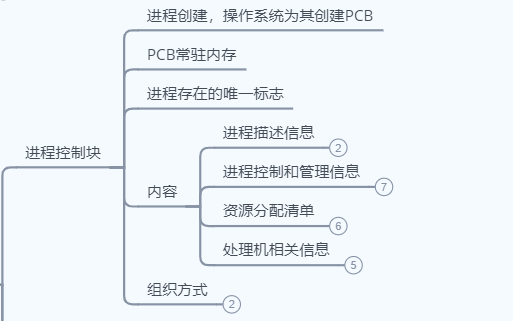 进程创建，操作系统为其创建PCB
PCB常驻内存
进程存在的唯一标志
进程控制块
进程描述信息 2
进程控制和管理信息 7
内容
资源分配清单 6
处理机相关信息 5
组织方式 2